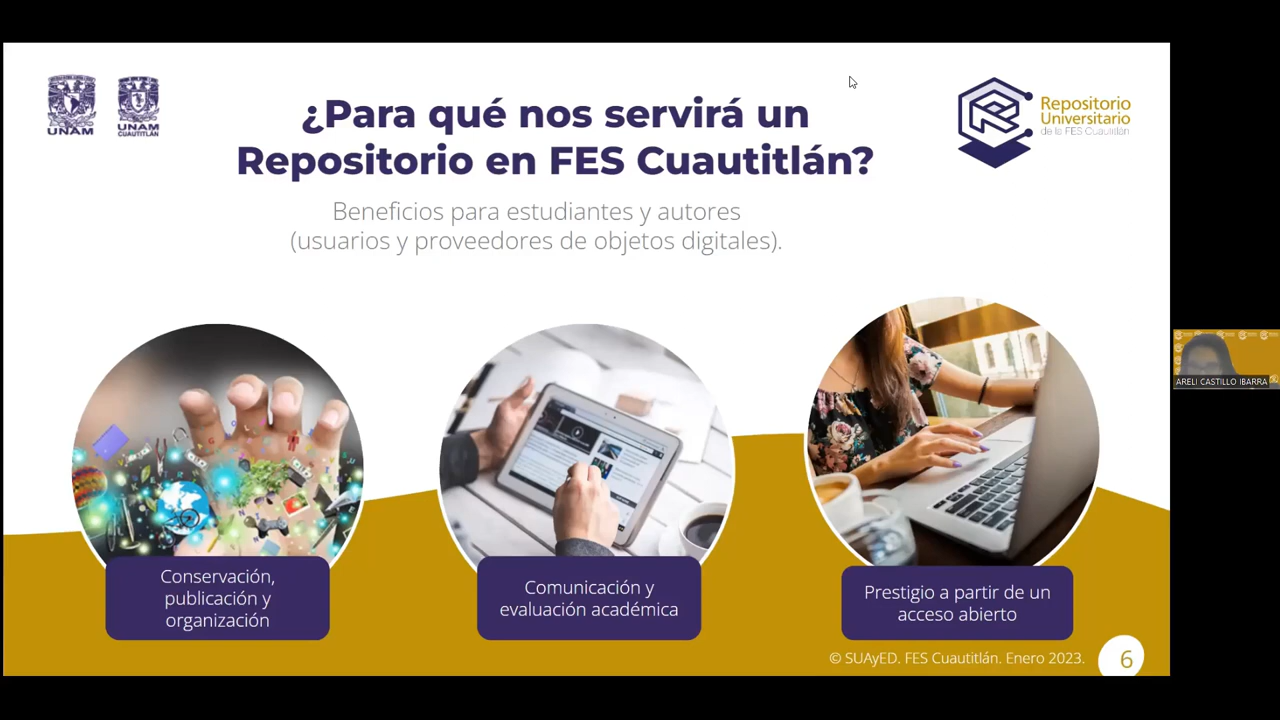 UNAM
UNAM
CUAUTITLÁN
¿Para qué nos servirá un
Repositorio en FES Cuautitlán?
Repositorio
Universitario
de la FES Cuautitlán
Beneficios para estudiantes y autores
(usuarios y proveedores de objetos digitales).
ARELI CASTILLO IBARRA
Conservación,
publicación y
organización
Comunicación y
evaluación académica
Prestigio a partir de un
acceso abierto
© SUAyED. FES Cuautitlán. Enero 2023.
6